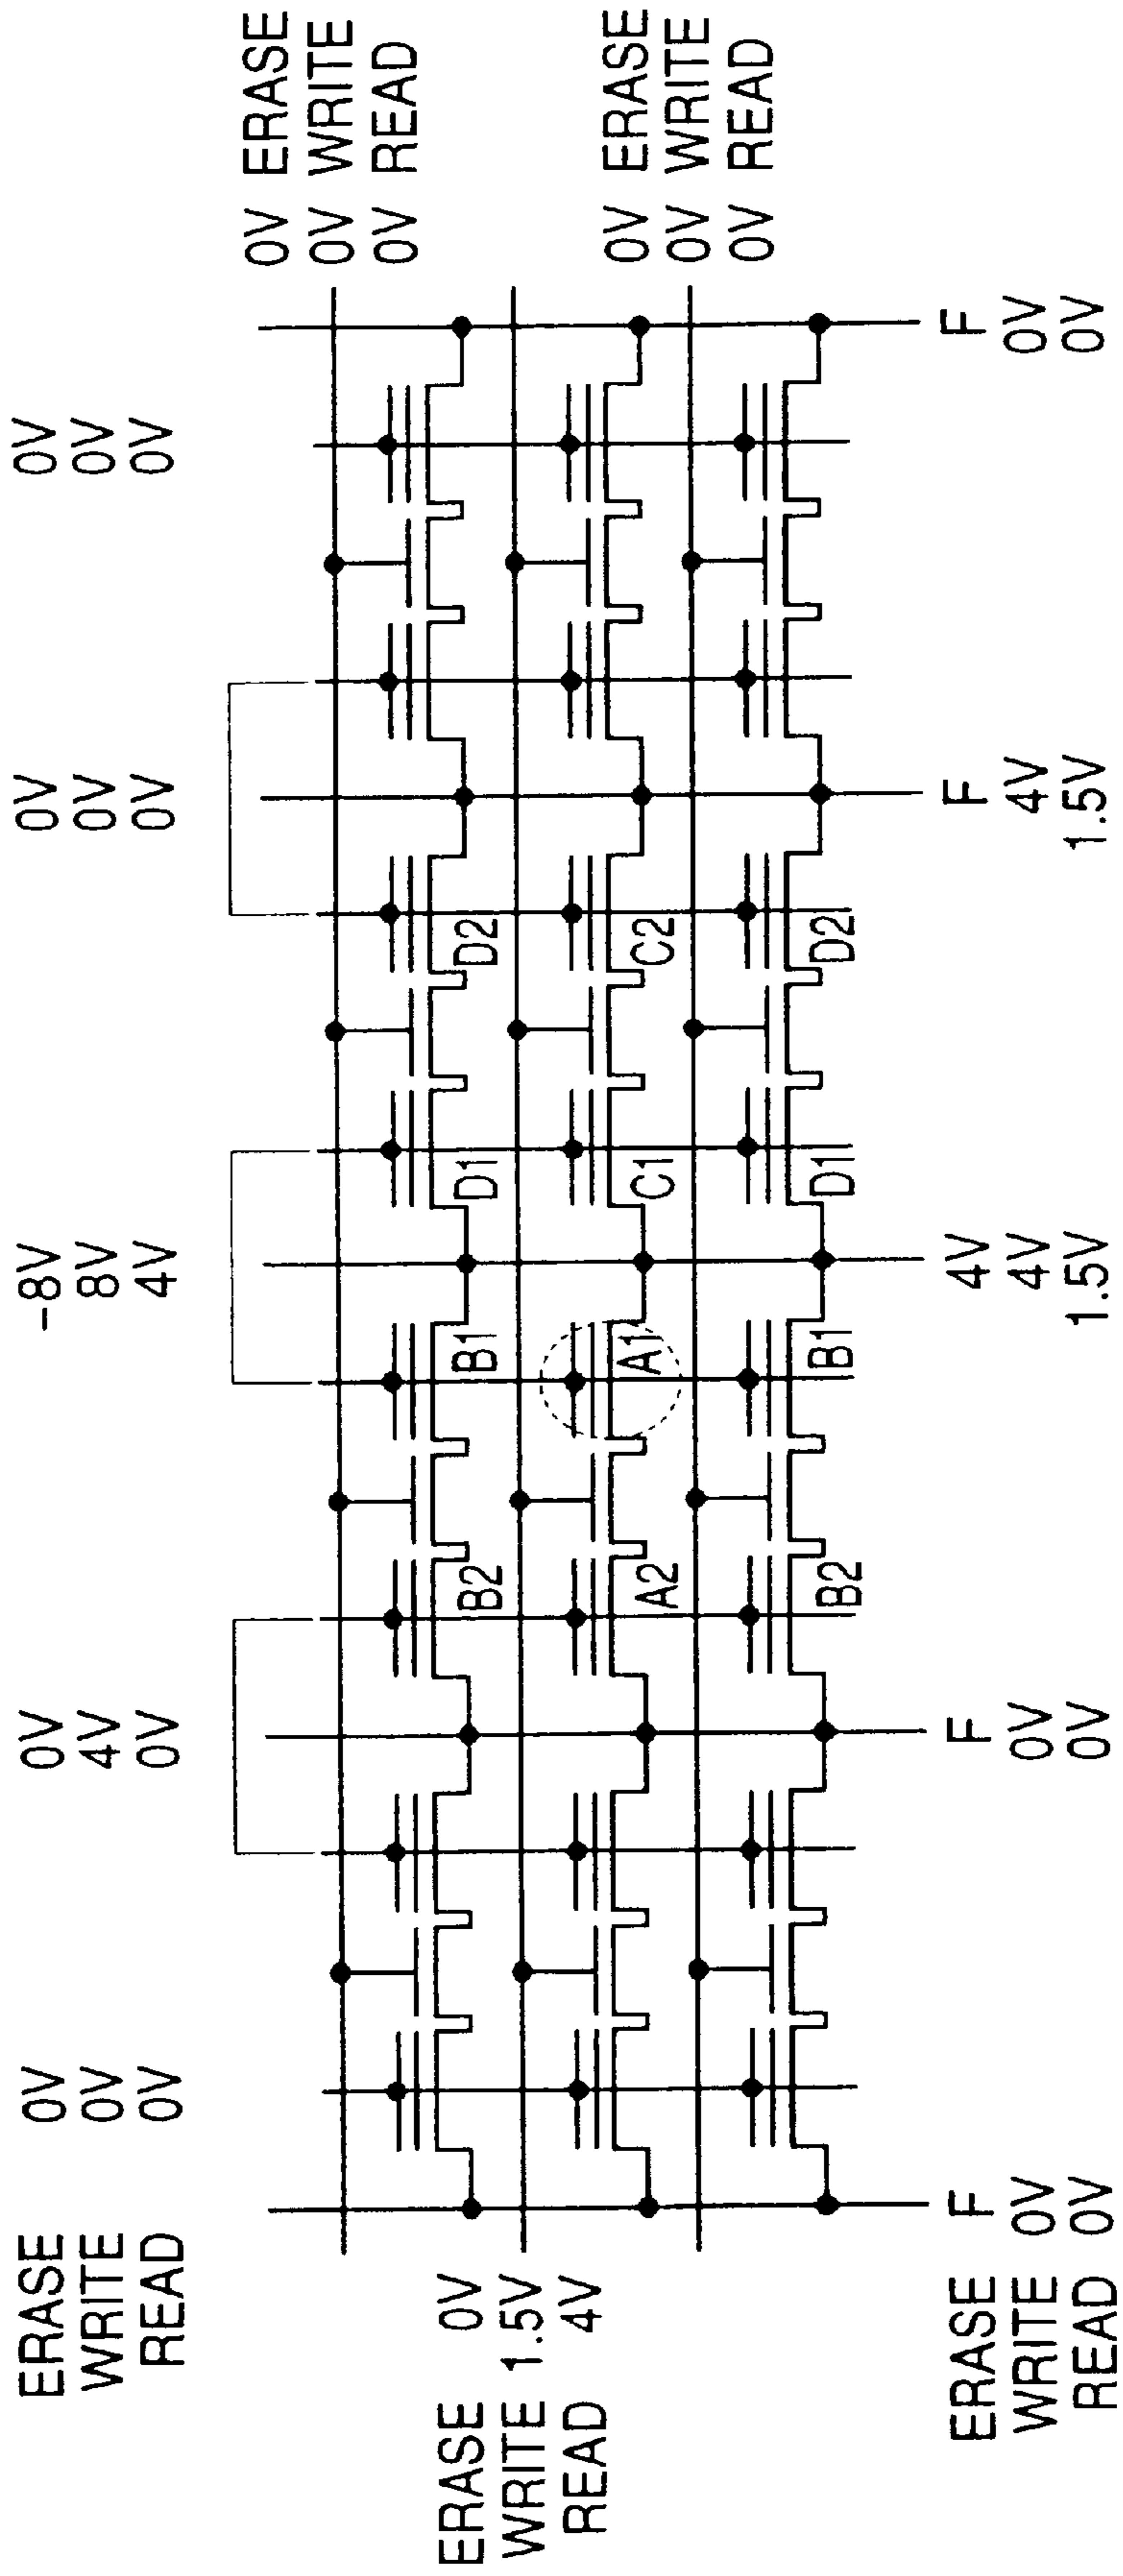 ERASE 0V 0V -8V 0V 0V
WRITE 0V 4V 8V 0V 0V
READ 0V 0V 4V 0V 0V
0V ERASE
0V WRITE
0V READ
ERASE 0V
WRITE 1.5V
READ 4V
B2 B1 D1 D2
A2 A1 C1 C2
0V ERASE
0V WRITE
0V READ
B2 B1 D1 D2
ERASE F F 4V F F
WRITE 0V 0V 4V 4V 0V
READ 0V 0V 1.5V 1.5V 0V